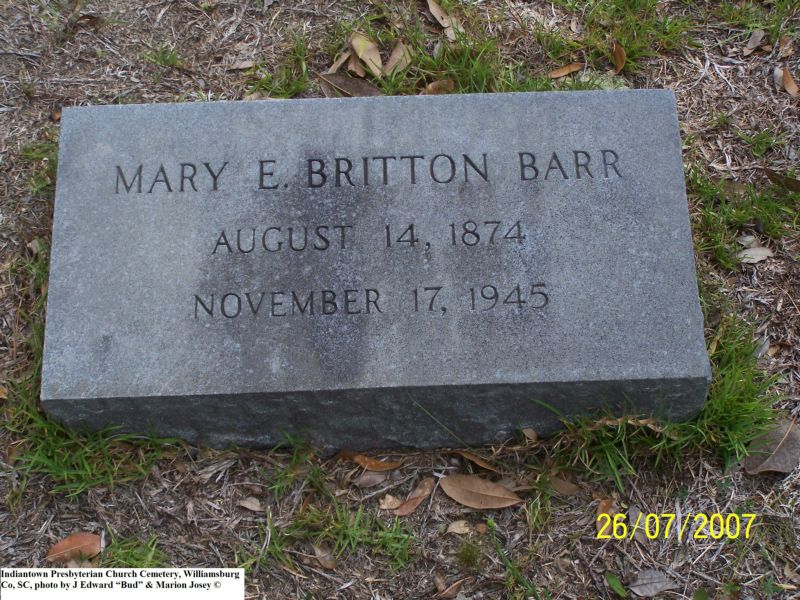 MARY E. BRITTON BARR
AUGUST 14, 1874
NOVEMBER 17, 1945
26/07/2007
Indiantown Presbyterian Church Cemetery, Williamsburg
Co, SC, photo by J Edward “Bud” & Marion Josey ©